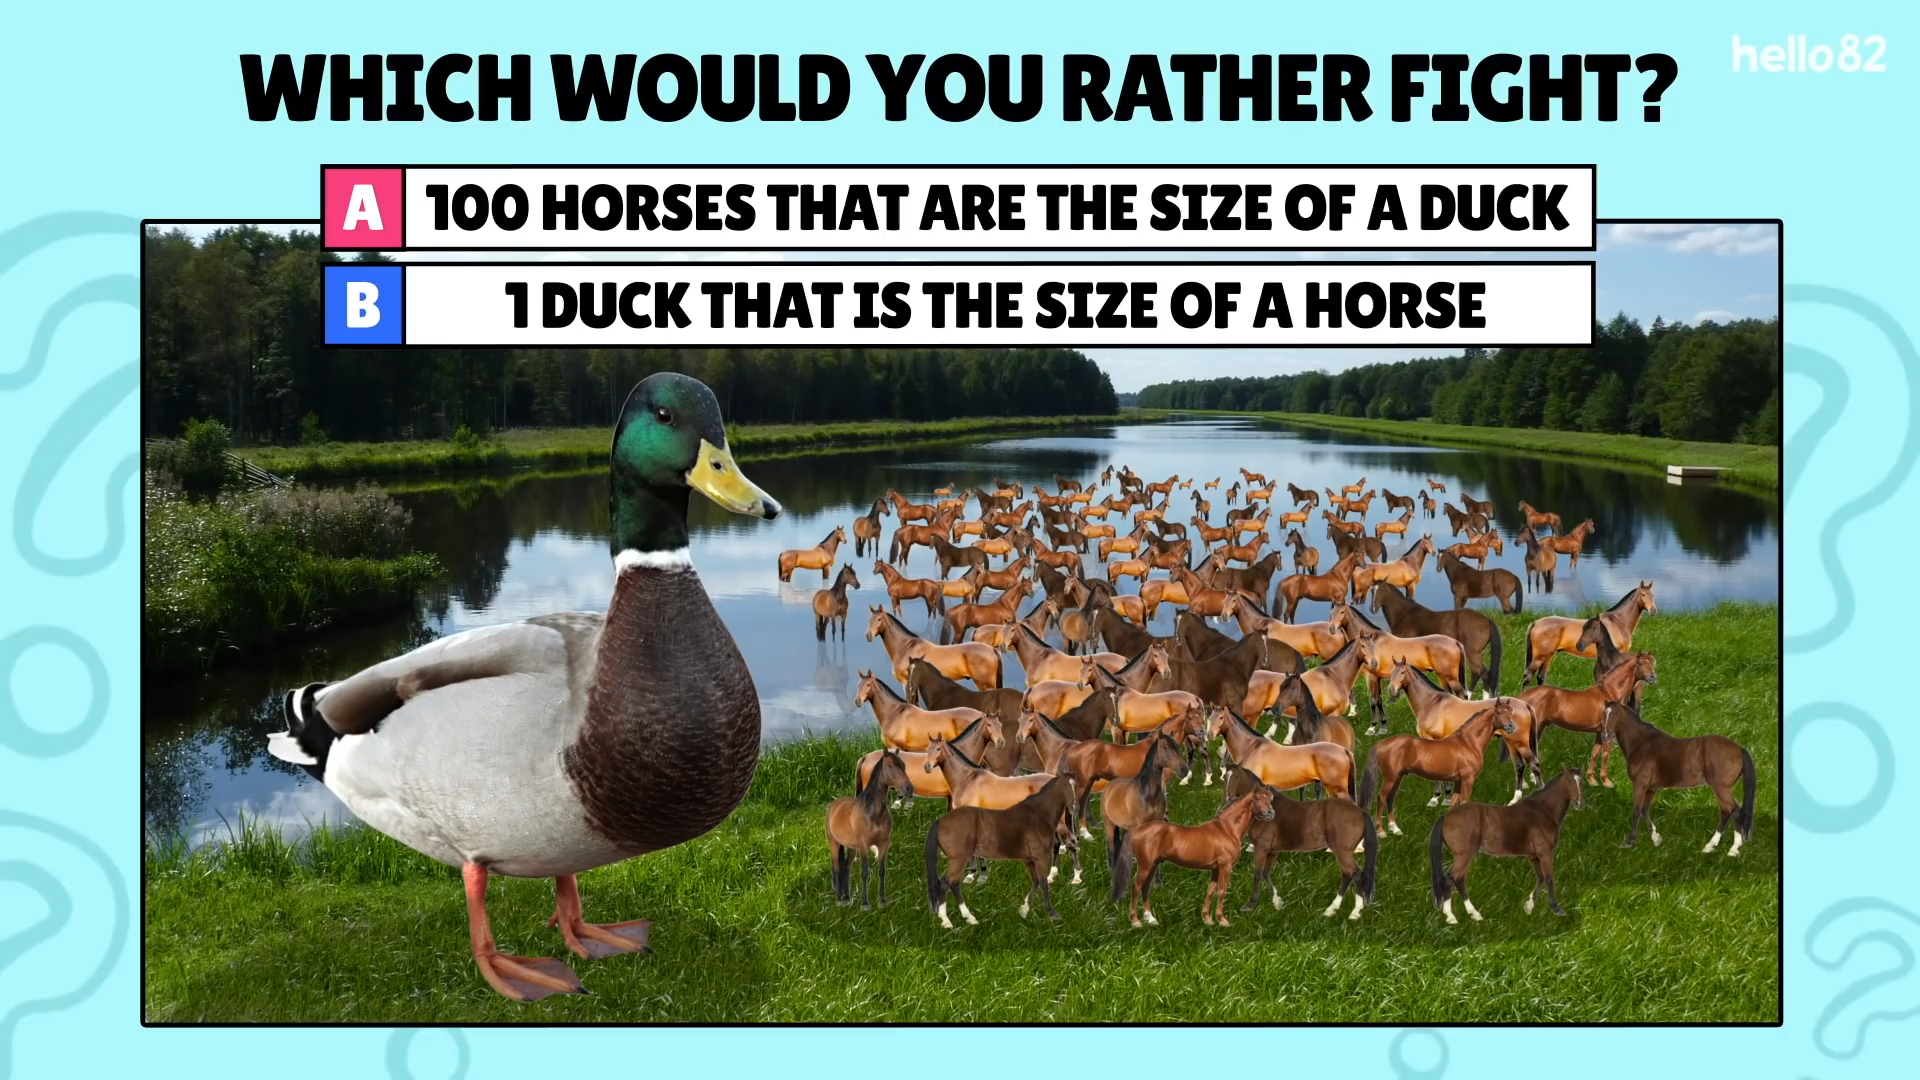 WHICH WOULD YOU RATHER FIGHT?
hello82
A 100 HORSES THAT ARE THE SIZE OF A DUCK
B 1 DUCK THAT IS THE SIZE OF A HORSE